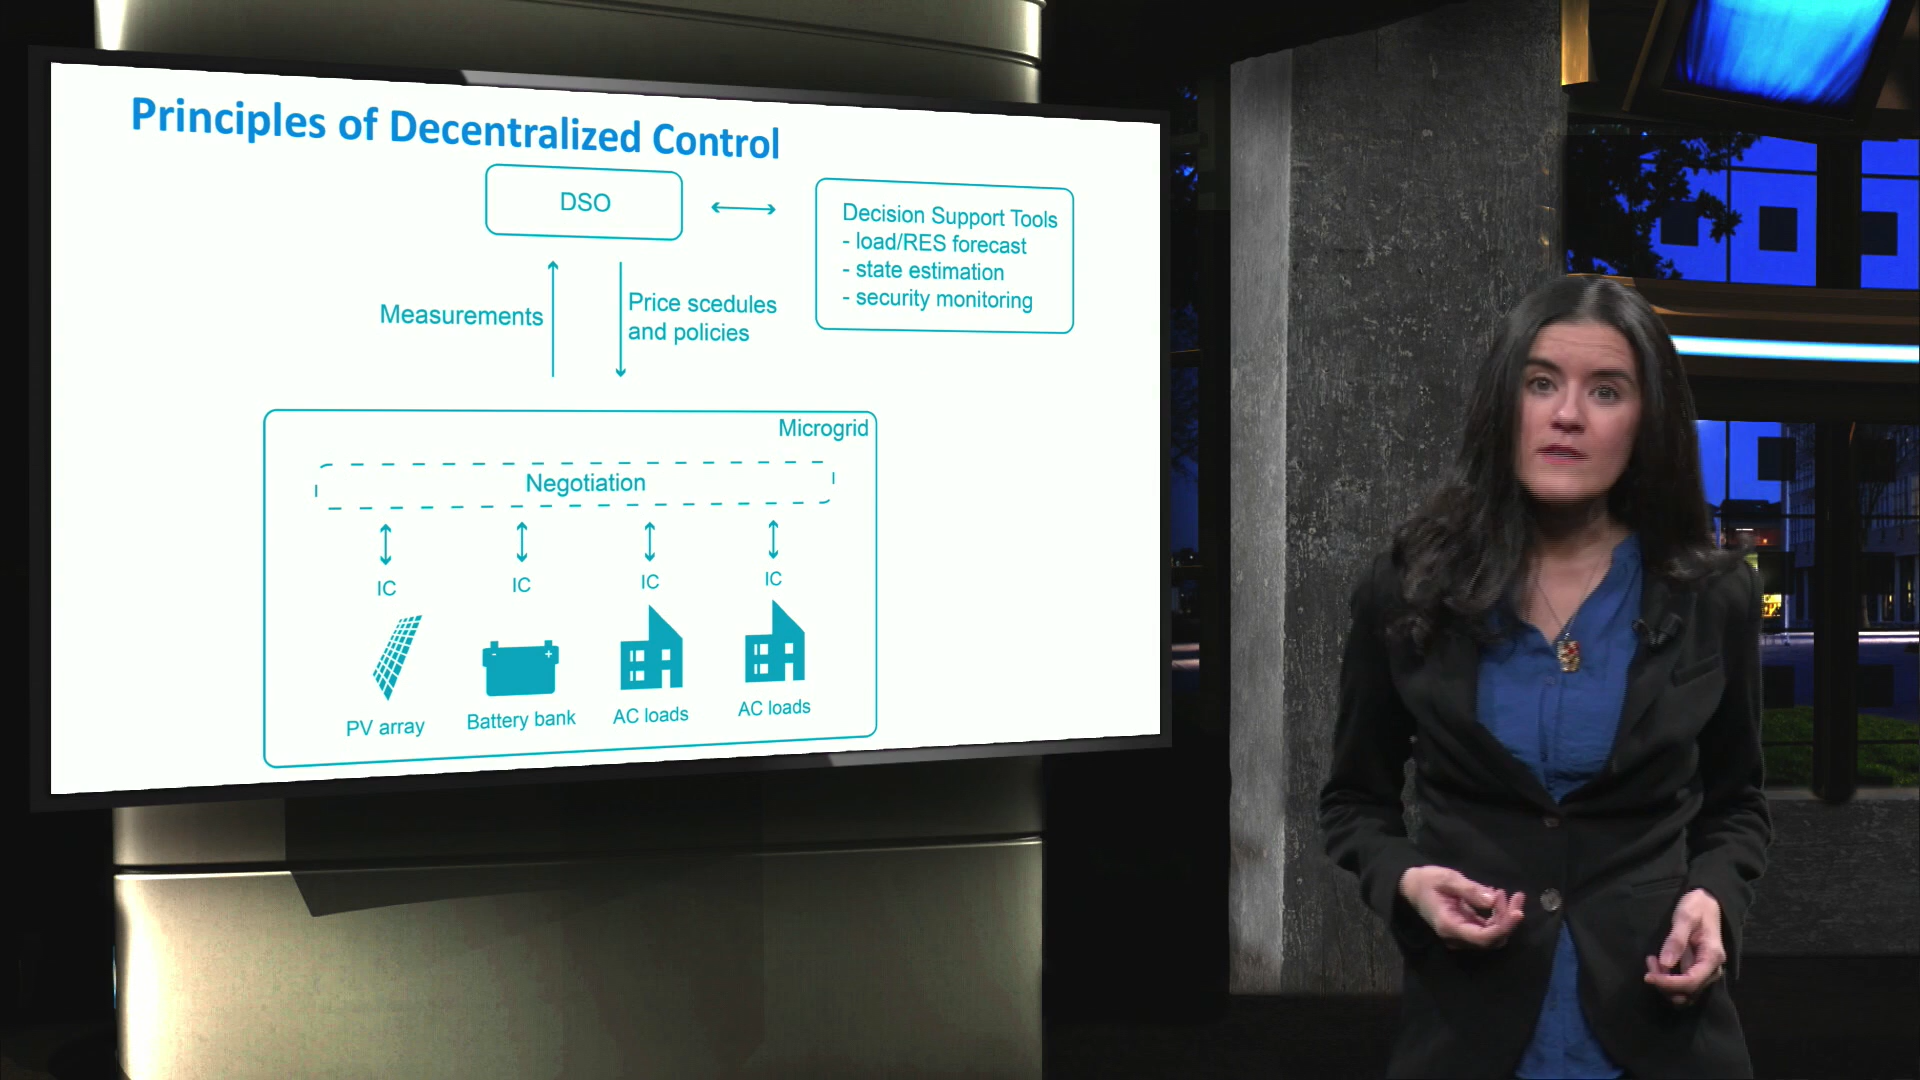 Principles of Decentralized Control
DSO
Decision Support Tools
- load/RES forecast
- state estimation
- security monitoring
Measurements
Price scedules
and policies
Microgrid
Negotiation
IC
IC
IC
IC
- +
PV array
Battery bank
AC loads
AC loads